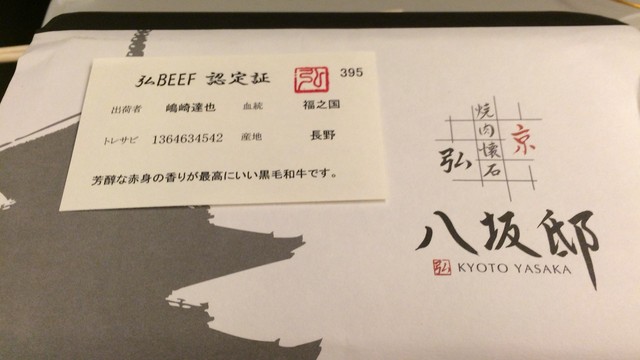 弘BEEF 認定証 弘 395
出荷者 嶋崎達也 血統 福之国
トレサビ 1364634542 産地 長野
芳醇な赤身の香りが最高にいい黒毛和牛です。
京
焼肉懐石
弘
八坂邸
弘 KYOTO YASAKA